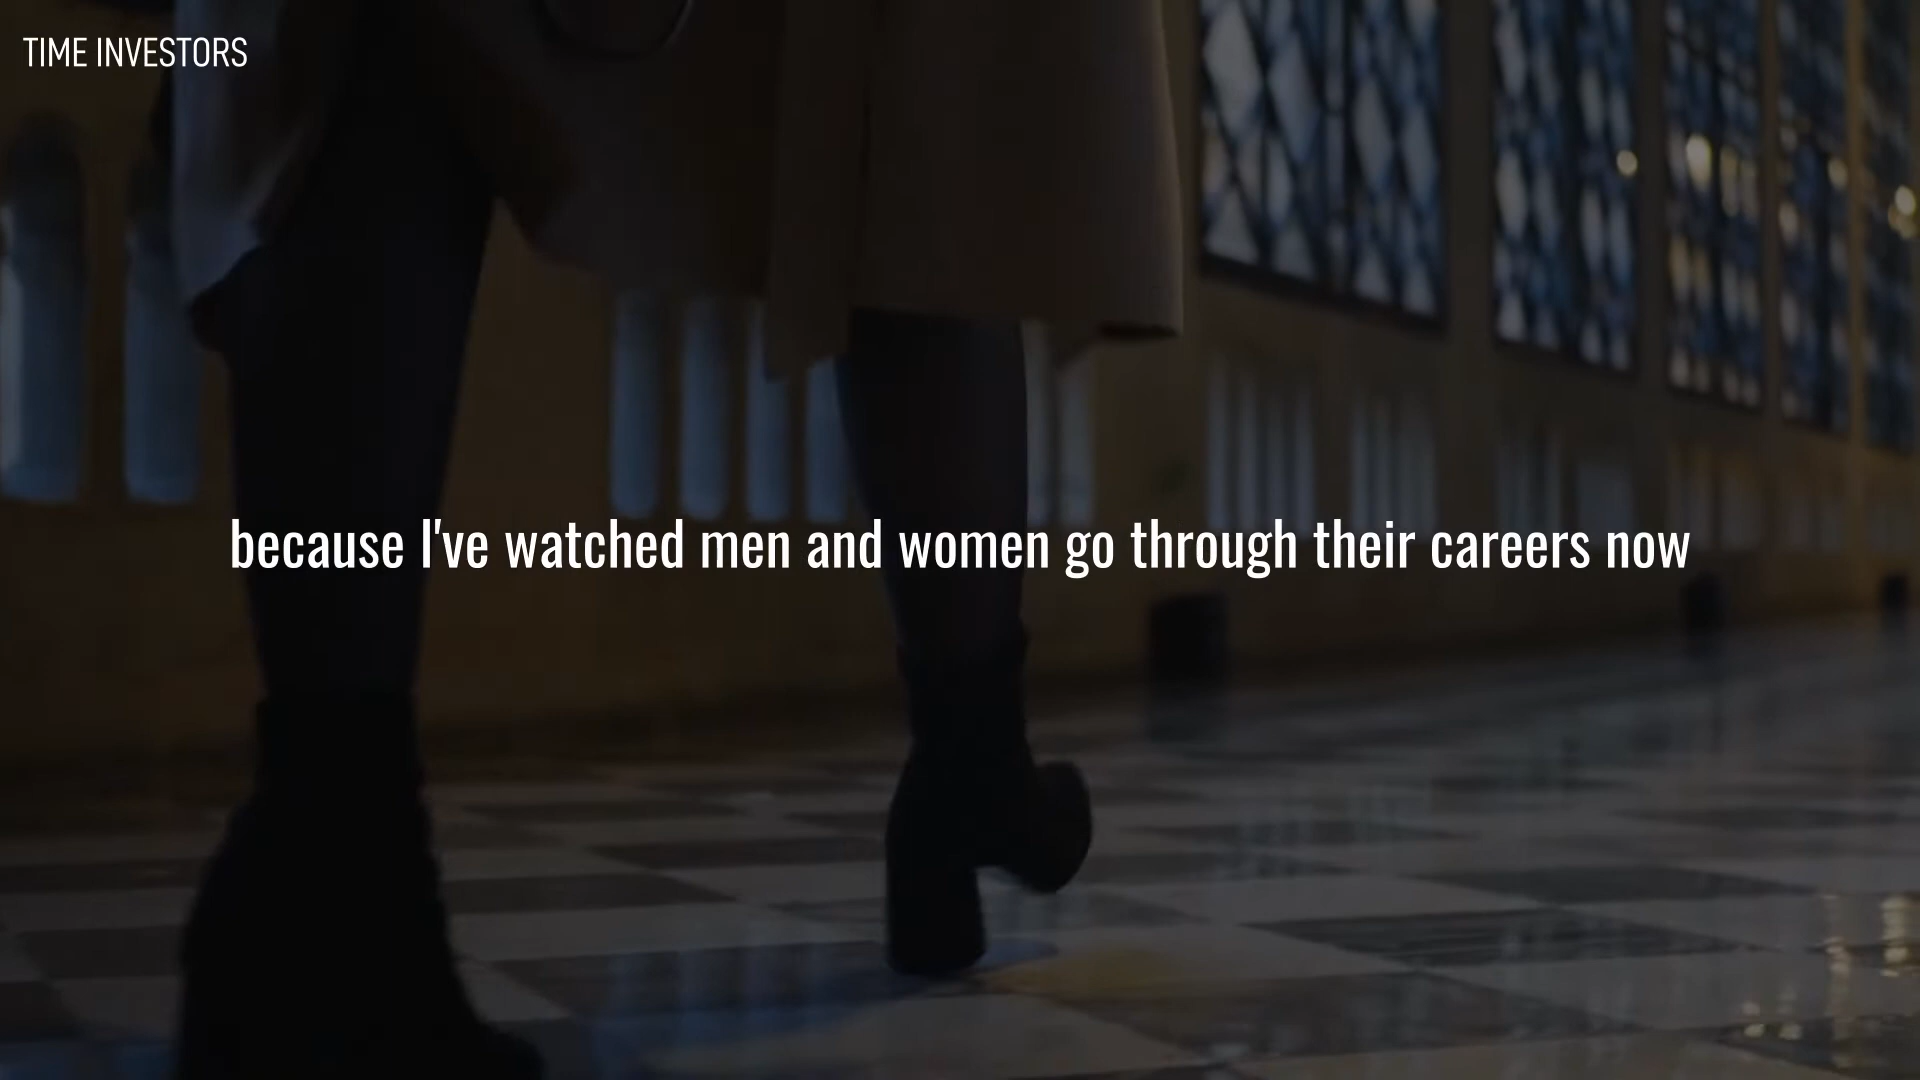 TIME INVESTORS
because I've watched men and women go through their careers now